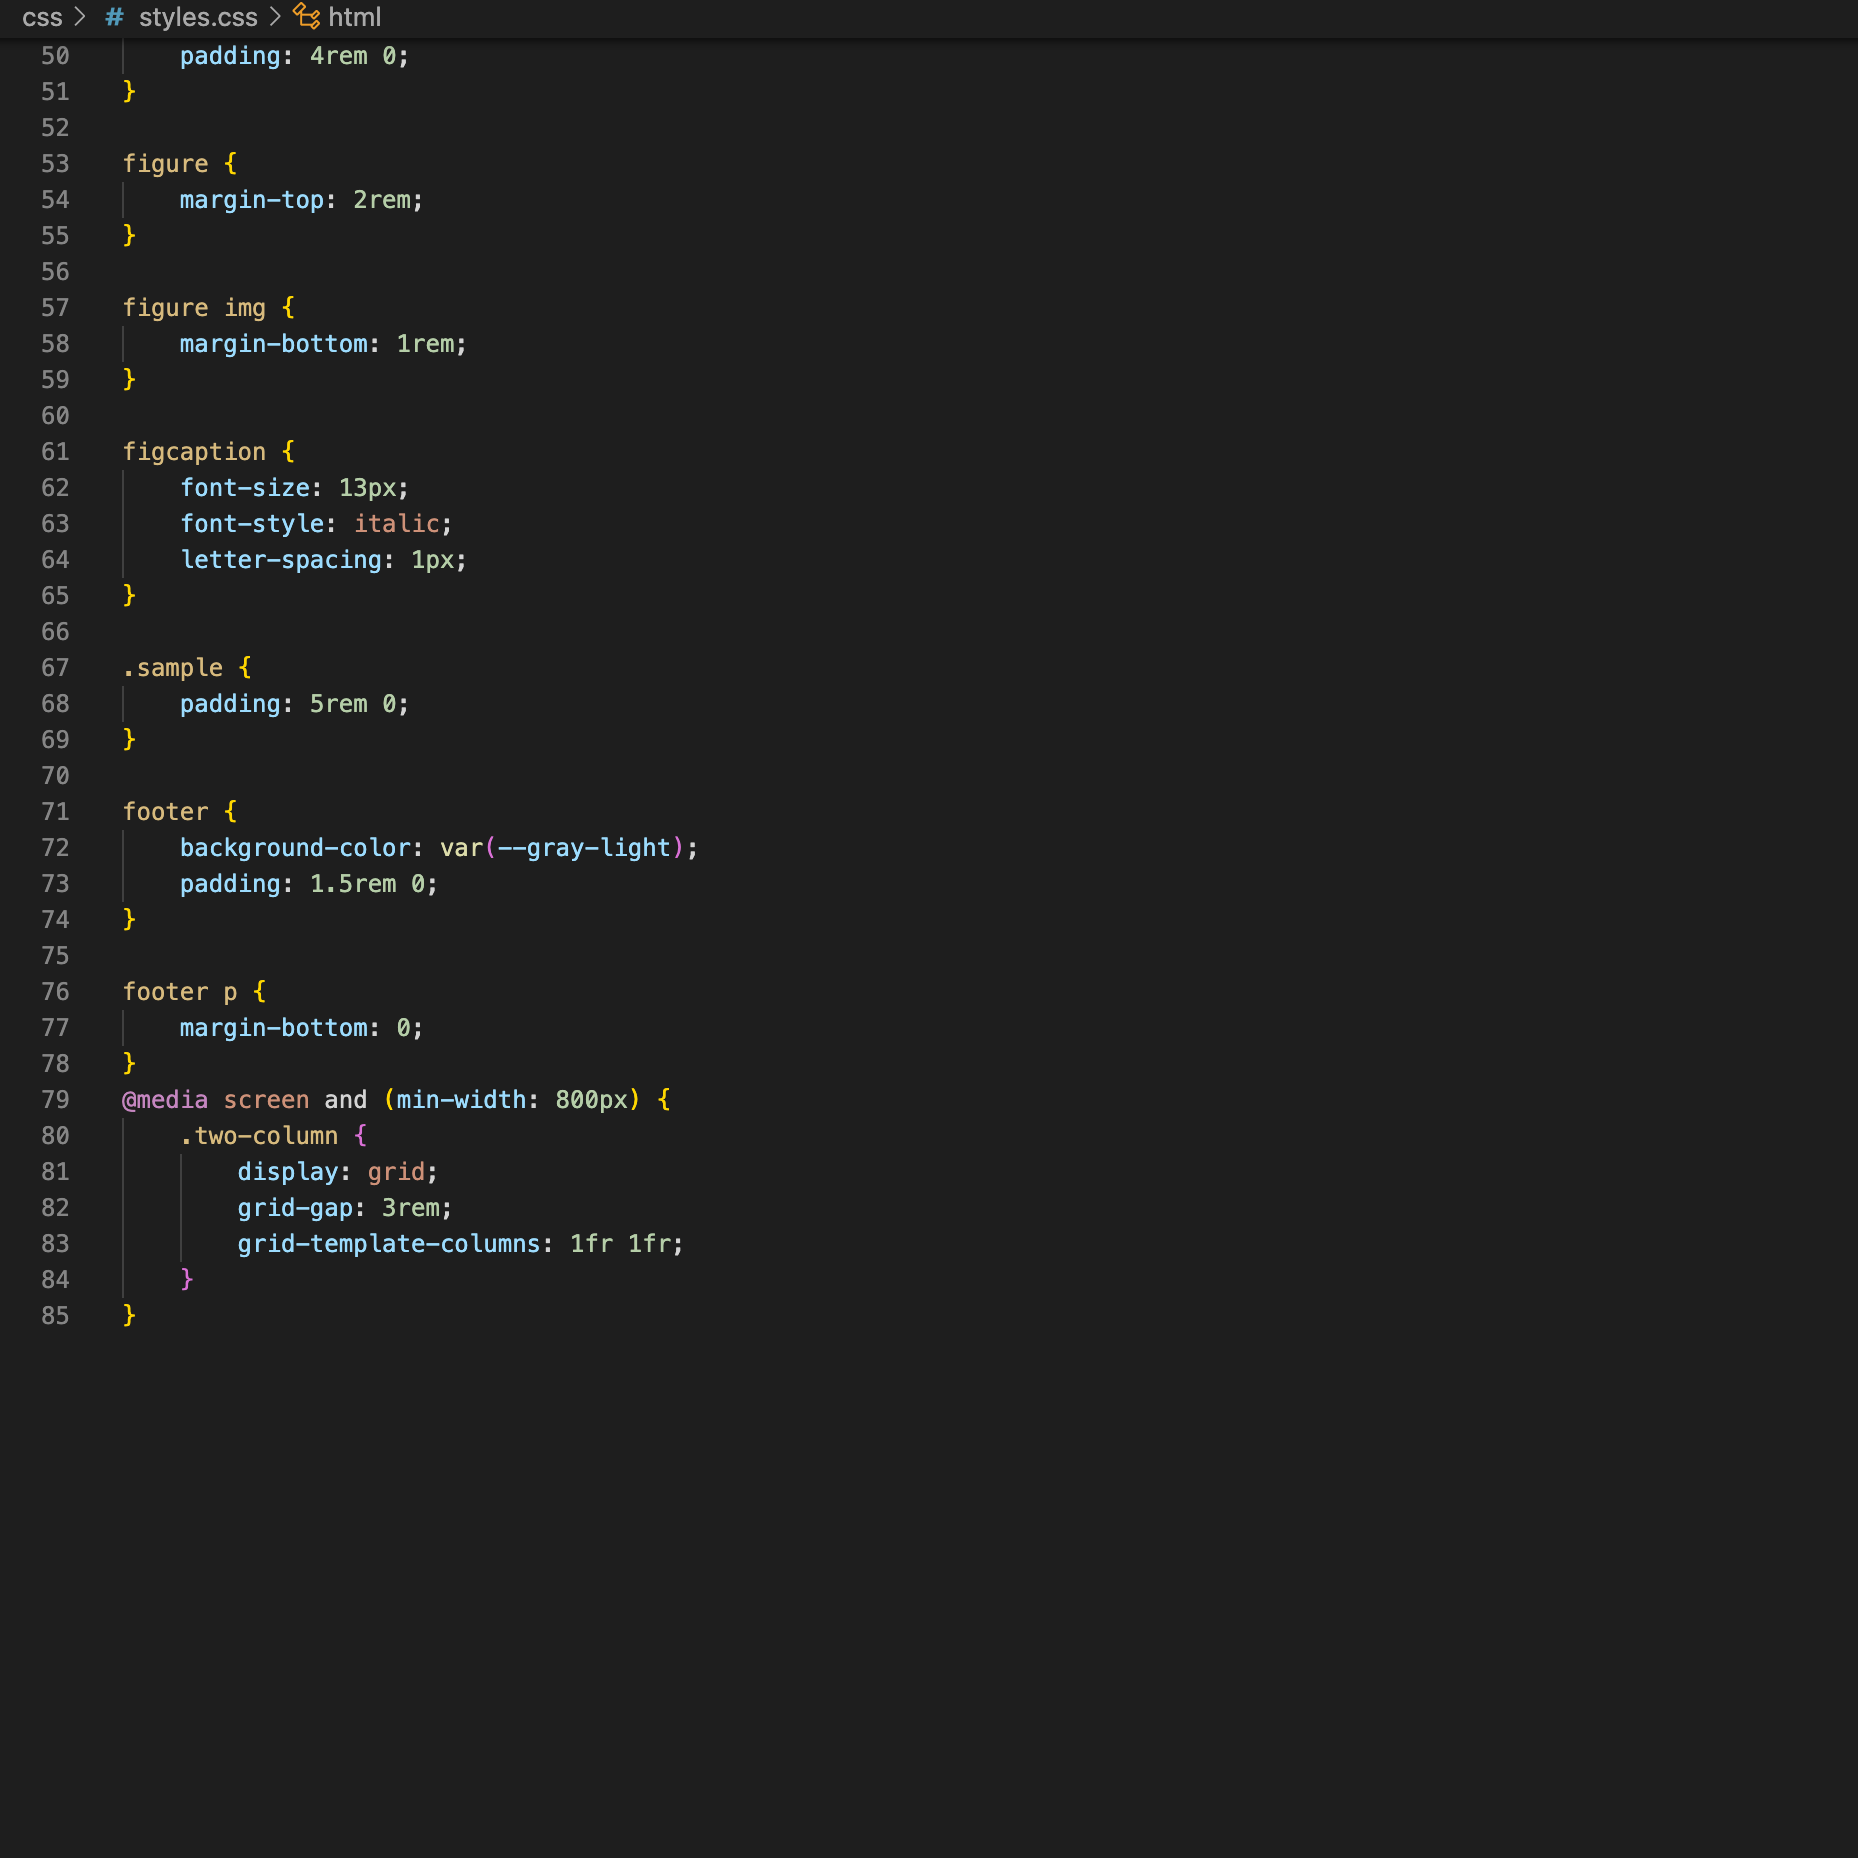 css > # styles.css > html
50 padding: 4rem 0;
51 }
52
53 figure {
54 margin-top: 2rem;
55 }
56
57 figure img {
58 margin-bottom: 1rem;
59 }
60
61 figcaption {
62 font-size: 13px;
63 font-style: italic;
64 letter-spacing: 1px;
65 }
66
67 .sample {
68 padding: 5rem 0;
69 }
70
71 footer {
72 background-color: var(--gray-light);
73 padding: 1.5rem 0;
74 }
75
76 footer p {
77 margin-bottom: 0;
78 }
79 @media screen and (min-width: 800px) {
80 .two-column {
81 display: grid;
82 grid-gap: 3rem;
83 grid-template-columns: 1fr 1fr;
84 }
85 }